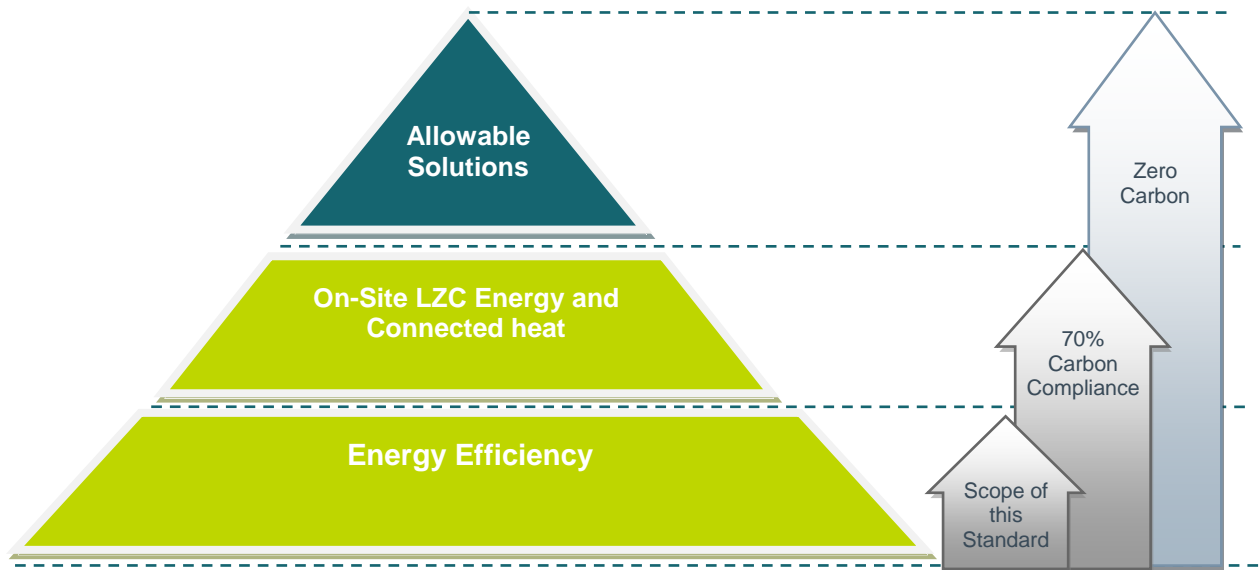 Allowable
Solutions
Zero
Carbon
On-Site LZC Energy and
Connected heat
70%
Carbon
Compliance
Energy Efficiency
Scope of
this
Standard